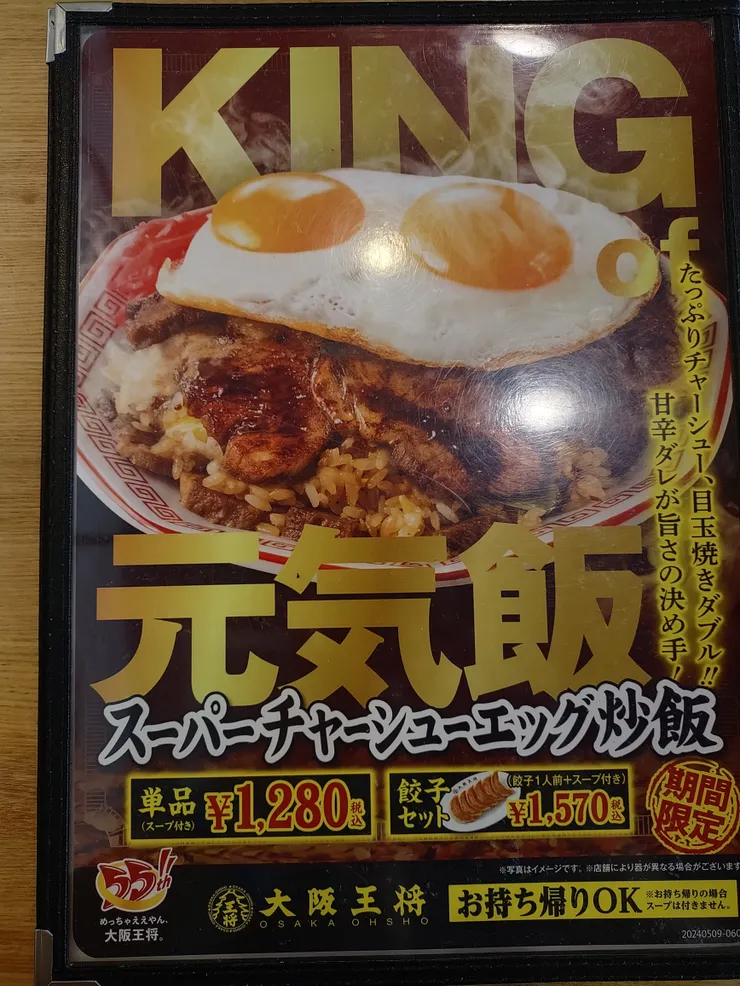 KING
of
たっぷりチャーシュー、目玉焼きダブル!!
甘辛ダレが旨さの決め手!
元気飯
スーパーチャーシューエッグ炒飯
単品
(スープ付き)
¥1,280税込
餃子
セット
(餃子1人前+スープ付き)
¥1,570税込
期間
限定
※写真はイメージです。※店舗により器が異なる場合がございます
55th!!
めっちゃええやん、
大阪王将。
大阪王将
OSAKA OHSHO
お持ち帰りOK
※お持ち帰りの場合
スープは付きません。
20240509-060